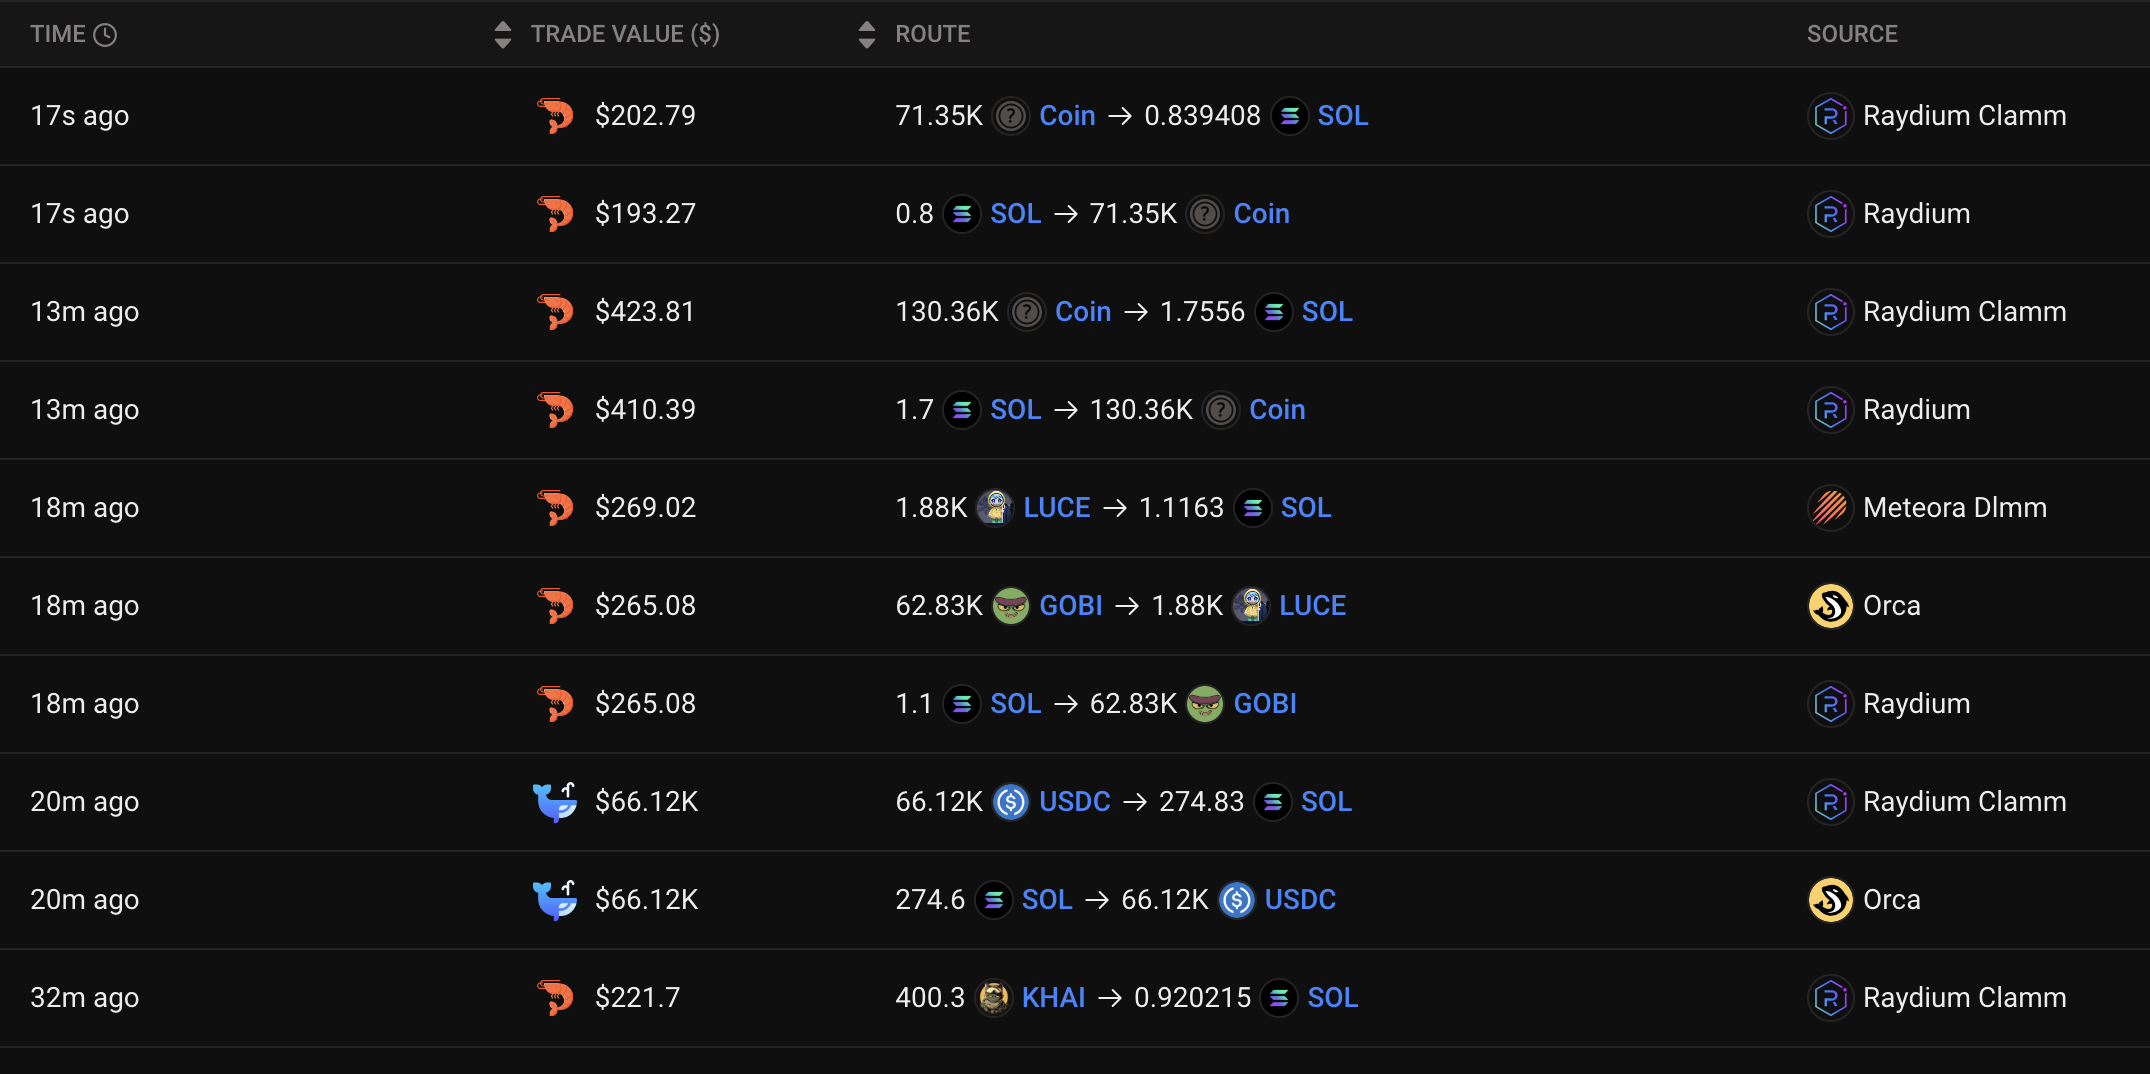 TIME TRADE VALUE ($) ROUTE SOURCE
17s ago $202.79 71.35K Coin → 0.839408 SOL Raydium Clamm
17s ago $193.27 0.8 SOL → 71.35K Coin Raydium
13m ago $423.81 130.36K Coin → 1.7556 SOL Raydium Clamm
13m ago $410.39 1.7 SOL → 130.36K Coin Raydium
18m ago $269.02 1.88K LUCE → 1.1163 SOL Meteora Dlmm
18m ago $265.08 62.83K GOBI → 1.88K LUCE Orca
18m ago $265.08 1.1 SOL → 62.83K GOBI Raydium
20m ago $66.12K 66.12K USDC → 274.83 SOL Raydium Clamm
20m ago $66.12K 274.6 SOL → 66.12K USDC Orca
32m ago $221.7 400.3 KHAI → 0.920215 SOL Raydium Clamm